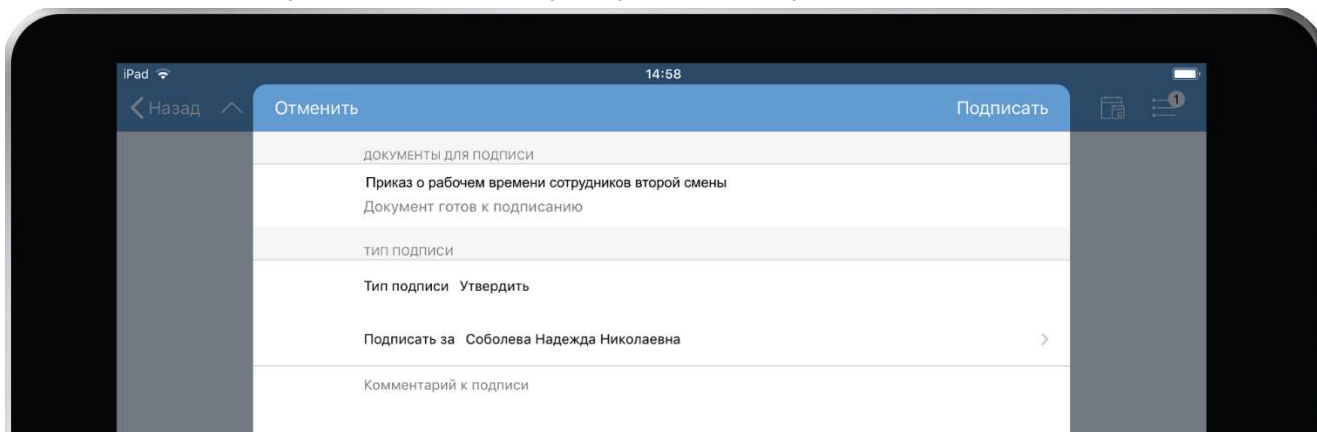 iPad 14:58
Назад Отменить Подписать 1
ДОКУМЕНТЫ ДЛЯ ПОДПИСИ
Приказ о рабочем времени сотрудников второй смены
Документ готов к подписанию
ТИП ПОДПИСИ
Тип подписи Утвердить
Подписать за Соболева Надежда Николаевна
Комментарий к подписи